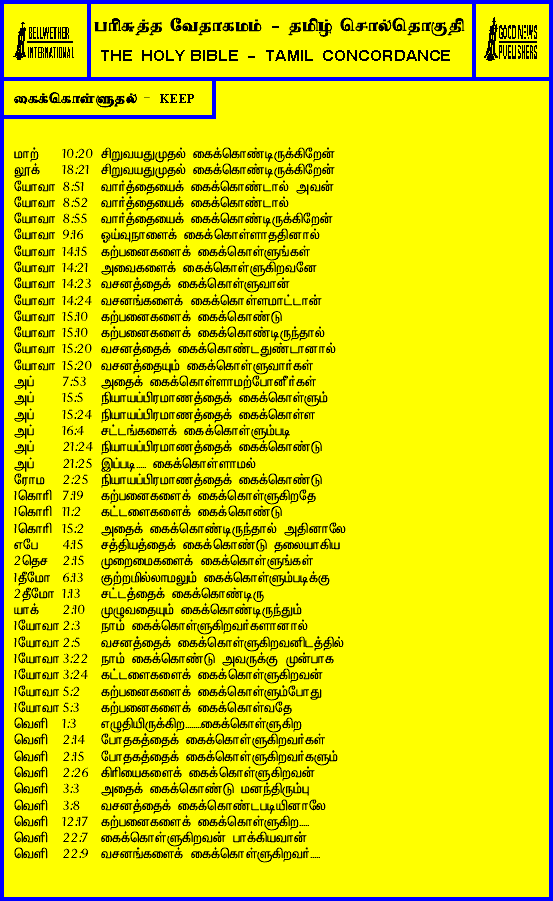 BELLWETHER INTERNATIONAL
பரிசுத்த வேதாகமம் - தமிழ் சொல்தொகுதி
THE HOLY BIBLE - TAMIL CONCORDANCE
GOOD NEWS PUBLISHERS
கைக்கொள்ளுதல் - KEEP
மாற் 10:20 சிறுவயதுமுதல் கைக்கொண்டிருக்கிறேன்
லூக் 18:21 சிறுவயதுமுதல் கைக்கொண்டிருக்கிறேன்
யோவா 8:51 வார்த்தையைக் கைக்கொண்டால் அவன்
யோவா 8:52 வார்த்தையைக் கைக்கொண்டால்
யோவா 8:55 வார்த்தையைக் கைக்கொண்டிருக்கிறேன்
யோவா 9:16 ஒய்வுநாளைக் கைக்கொள்ளாததினால்
யோவா 14:15 கற்பனைகளைக் கைக்கொள்ளுங்கள்
யோவா 14:21 அவைகளைக் கைக்கொள்ளுகிறவனே
யோவா 14:23 வசனத்தைக் கைக்கொள்ளுவான்
யோவா 14:24 வசனங்களைக் கைக்கொள்ளமாட்டான்
யோவா 15:10 கற்பனைகளைக் கைக்கொண்டு
யோவா 15:10 கற்பனைகளைக் கைக்கொண்டிருந்தால்
யோவா 15:20 வசனத்தைக் கைக்கொண்டதுண்டானால்
யோவா 15:20 வசனத்தையும் கைக்கொள்ளுவார்கள்
அப் 7:53 அதைக் கைக்கொள்ளாமற்போனீர்கள்
அப் 15:5 நியாயப்பிரமாணத்தைக் கைக்கொள்ளும்
அப் 15:24 நியாயப்பிரமாணத்தைக் கைக்கொள்ள
அப் 16:4 சட்டங்களைக் கைக்கொள்ளும்படி
அப் 21:24 நியாயப்பிரமாணத்தைக் கைக்கொண்டு
அப் 21:25 இப்படி..... கைக்கொள்ளாமல்
ரோம 2:25 நியாயப்பிரமாணத்தைக் கைக்கொண்டு
1கொரி 7:19 கற்பனைகளைக் கைக்கொள்ளுகிறதே
1கொரி 11:2 கட்டளைகளைக் கைக்கொண்டு
1கொரி 15:2 அதைக் கைக்கொண்டிருந்தால் அதினாலே
எபே 4:15 சத்தியத்தைக் கைக்கொண்டு தலையாகிய
2தெச 2:15 முறைமைகளைக் கைக்கொள்ளுங்கள்
1தீமோ 6:13 குற்றமில்லாமலும் கைக்கொள்ளும்படிக்கு
2தீமோ 1:13 சட்டத்தைக் கைக்கொண்டிரு
யாக் 2:10 முழுவதையும் கைக்கொண்டிருந்தும்
1யோவா 2:3 நாம் கைக்கொள்ளுகிறவர்களானால்
1யோவா 2:5 வசனத்தைக் கைக்கொள்ளுகிறவனிடத்தில்
1யோவா 3:22 நாம் கைக்கொண்டு அவருக்கு முன்பாக
1யோவா 3:24 கட்டளைகளைக் கைக்கொள்ளுகிறவன்
1யோவா 5:2 கற்பனைகளைக் கைக்கொள்ளும்போது
1யோவா 5:3 கற்பனைகளைக் கைக்கொள்வதே
வெளி 1:3 எழுதியிருக்கிற.......கைக்கொள்ளுகிற
வெளி 2:14 போதகத்தைக் கைக்கொள்ளுகிறவர்கள்
வெளி 2:15 போதகத்தைக் கைக்கொள்ளுகிறவர்களும்
வெளி 2:26 கிரியைகளைக் கைக்கொள்ளுகிறவன்
வெளி 3:3 அதைக் கைக்கொண்டு மனந்திரும்பு
வெளி 3:8 வசனத்தைக் கைக்கொண்டபடியினாலே
வெளி 12:17 கற்பனைகளைக் கைக்கொள்ளுகிற.....
வெளி 22:7 கைக்கொள்ளுகிறவன் பாக்கியவான்
வெளி 22:9 வசனங்களைக் கைக்கொள்ளுகிறவர்.....